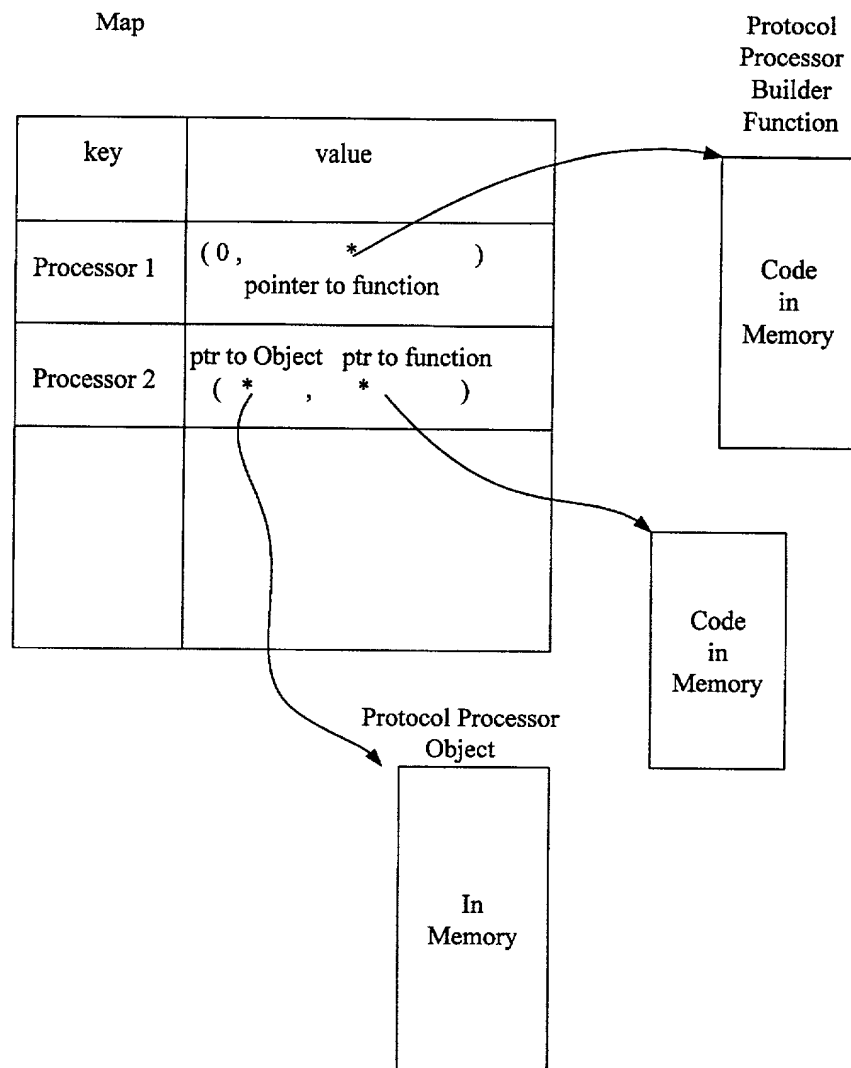 Map
Protocol
Processor
Builder
Function
key value
Processor 1 ( 0 , * )
pointer to function
Code
in
Memory
ptr to Object ptr to function
Processor 2 ( * , * )
Code
in
Memory
Protocol Processor
Object
In
Memory